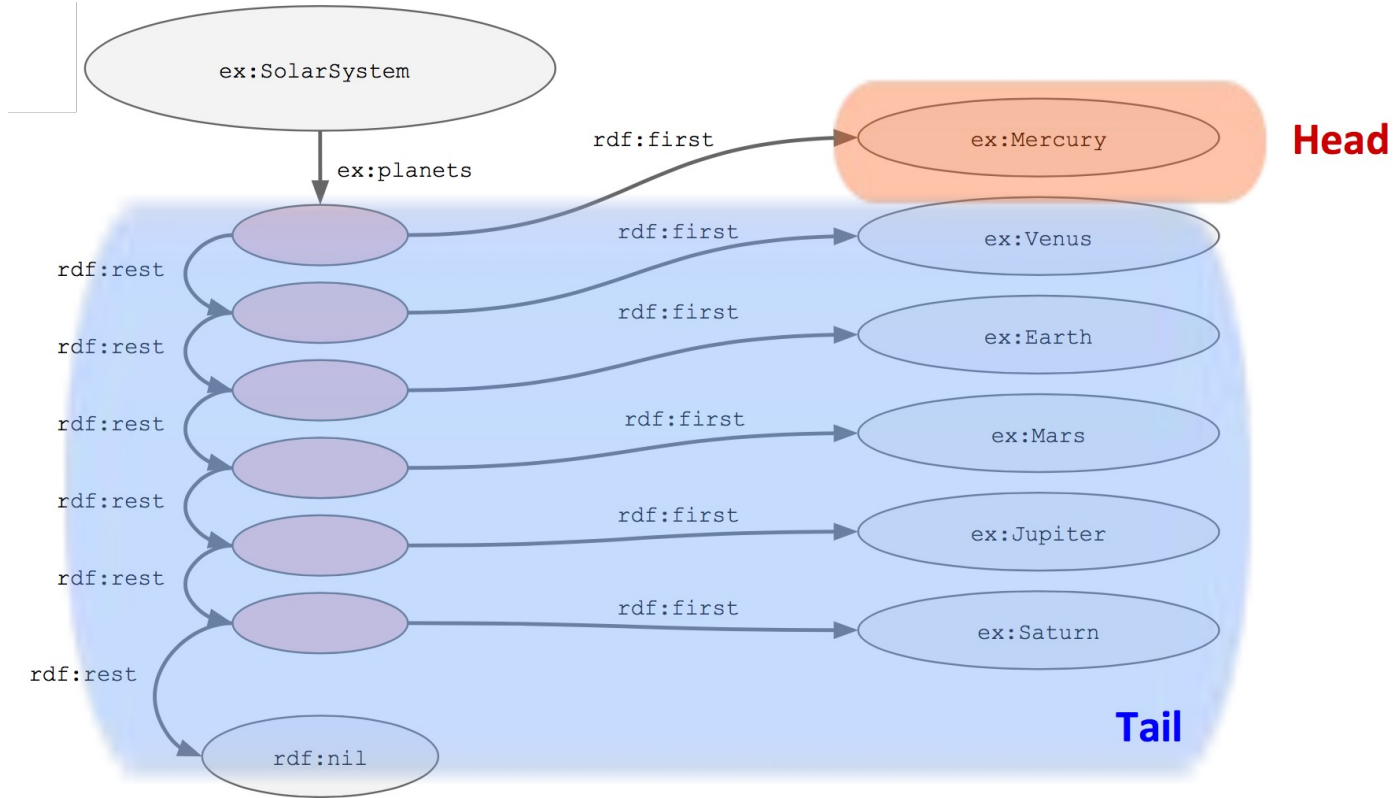 ex:SolarSystem
rdf:first
ex:Mercury
Head
ex:planets
rdf:first
ex:Venus
rdf:rest
rdf:first
ex:Earth
rdf:rest
rdf:first
ex:Mars
rdf:rest
rdf:rest
rdf:first
ex:Jupiter
rdf:rest
rdf:first
ex:Saturn
rdf:rest
Tail
rdf:nil